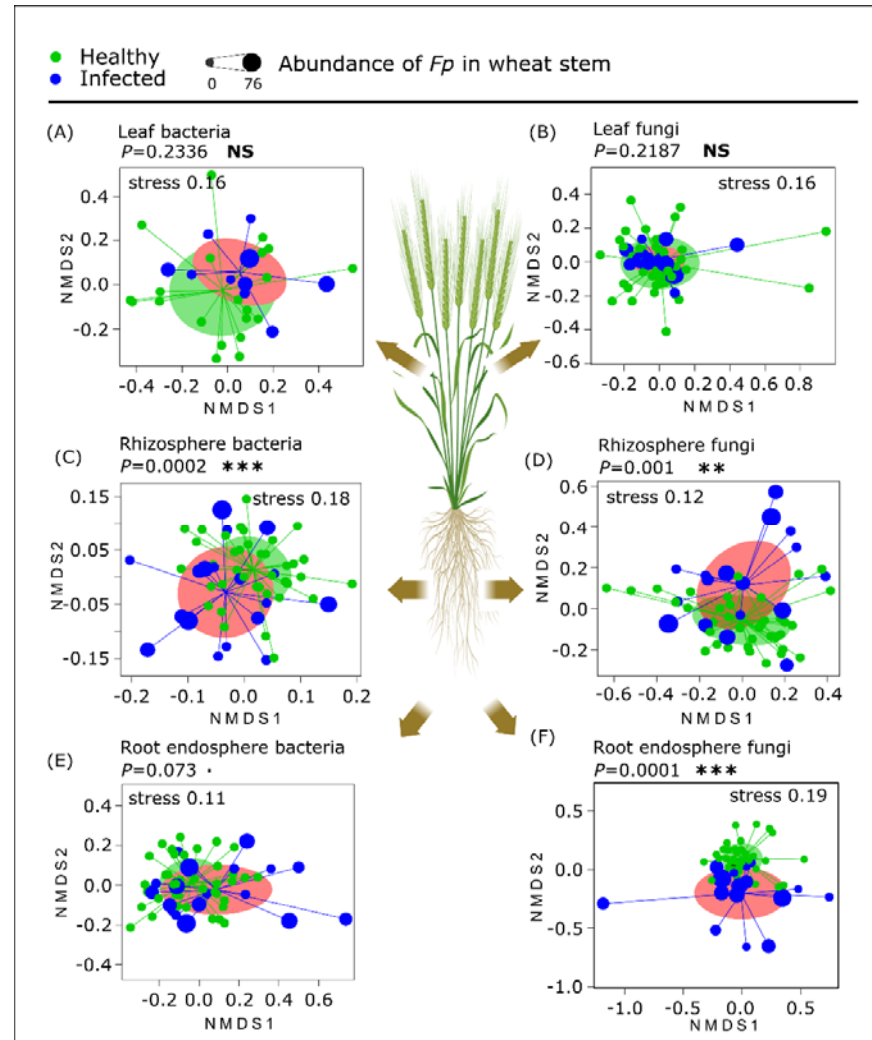 Healthy
Infected
0 76
Abundance of Fp in wheat stem
(A) Leaf bacteria
P=0.2336 NS
stress 0.16
0.4
0.2
0.0
-0.2
NMDS2
-0.4 -0.2 0.0 0.2 0.4
NMDS1
(B) Leaf fungi
P=0.2187 NS
stress 0.16
0.4
0.2
0.0
-0.2
-0.4
-0.6
NMDS2
-0.2 0.0 0.2 0.4 0.6 0.8
NMDS1
(C) Rhizosphere bacteria
P=0.0002 ***
stress 0.18
0.15
0.05
-0.05
-0.15
NMDS2
-0.2 -0.1 0.0 0.1 0.2
NMDS1
(D) Rhizosphere fungi
P=0.001 **
stress 0.12
0.6
0.4
0.2
0.0
-0.2
NMDS2
-0.6 -0.4 -0.2 0.0 0.2 0.4
NMDS1
(E) Root endosphere bacteria
P=0.073 ·
stress 0.11
0.4
0.2
0.0
-0.2
-0.4
NMDS2
-0.2 0.0 0.2 0.4 0.6
NMDS1
(F) Root endosphere fungi
P=0.0001 ***
stress 0.19
0.5
0.0
-0.5
-1.0
NMDS2
-1.0 -0.5 0.0 0.5
NMDS1